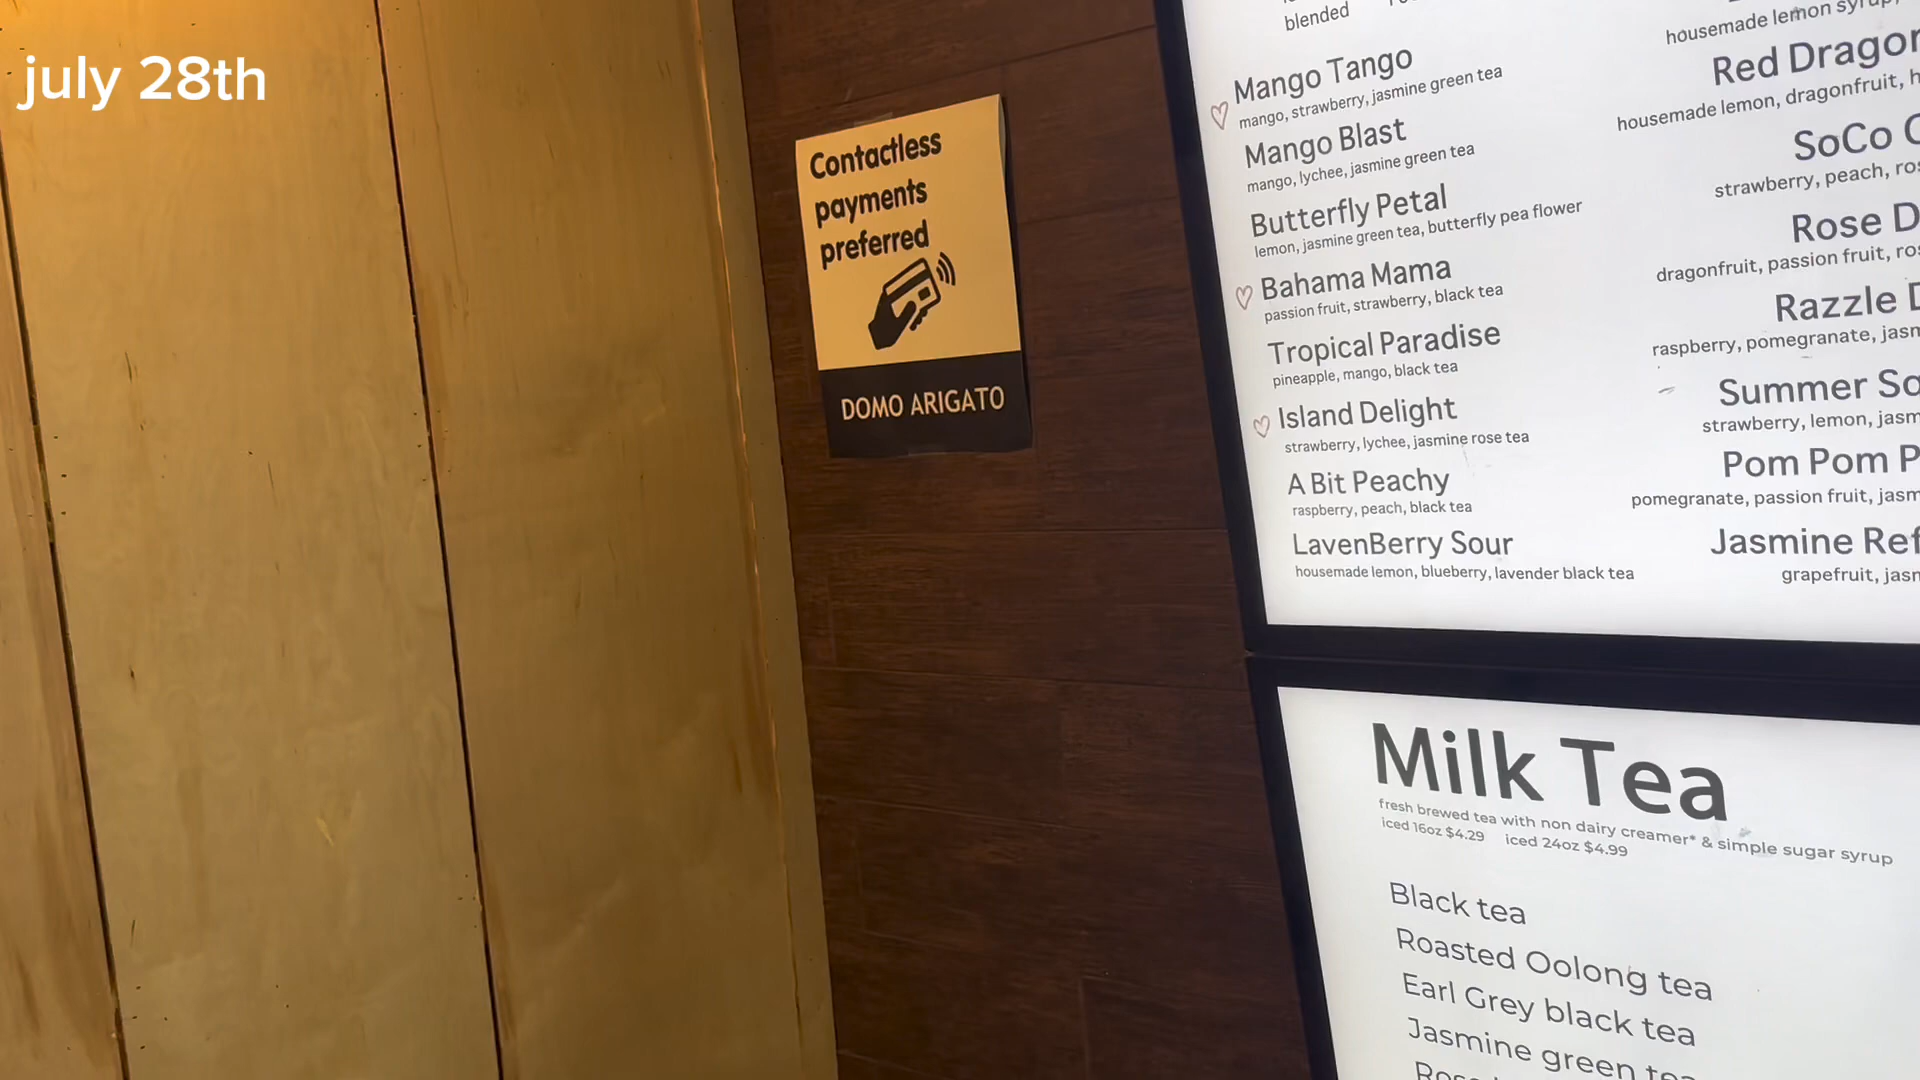 july 28th
Contactless
payments
preferred
DOMO ARIGATO
blended
Mango Tango
mango, strawberry, jasmine green tea
Mango Blast
mango, lychee, jasmine green tea
Butterfly Petal
lemon, jasmine green tea, butterfly pea flower
Bahama Mama
passion fruit, strawberry, black tea
Tropical Paradise
pineapple, mango, black tea
Island Delight
strawberry, lychee, jasmine rose tea
A Bit Peachy
raspberry, peach, black tea
LavenBerry Sour
housemade lemon, blueberry, lavender black tea
housemade lemon syrup,
Red Dragon
housemade lemon, dragonfruit, h
SoCo
strawberry, peach, ros
Rose D
dragonfruit, passion fruit, ros
Razzle D
raspberry, pomegranate, jasm
Summer So
strawberry, lemon, jasm
Pom Pom P
pomegranate, passion fruit, jasm
Jasmine Ref
grapefruit, jasm
Milk Tea
fresh brewed tea with non dairy creamer* & simple sugar syrup
iced 16oz $4.29 iced 24oz $4.99
Black tea
Roasted Oolong tea
Earl Grey black tea
Jasmine green tea